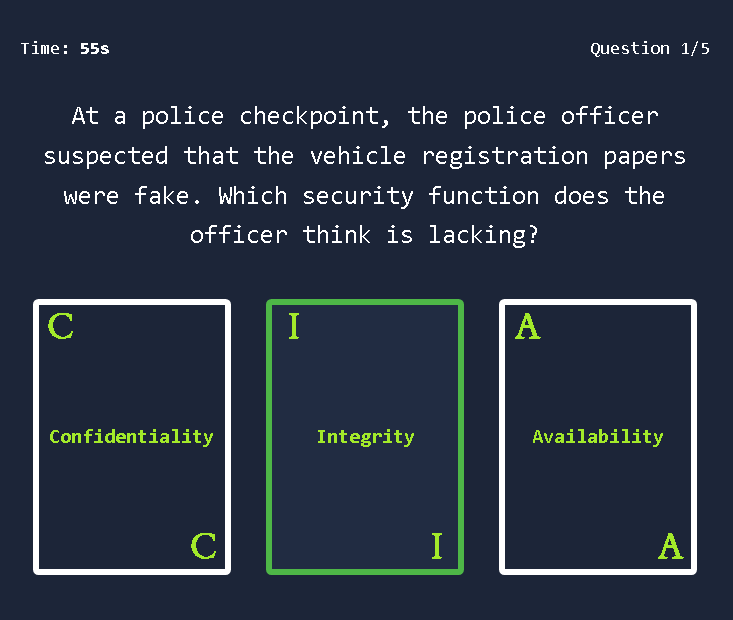 Time: 55s
Question 1/5
At a police checkpoint, the police officer
suspected that the vehicle registration papers
were fake. Which security function does the
officer think is lacking?
C
Confidentiality
C
I
Integrity
I
A
Availability
A